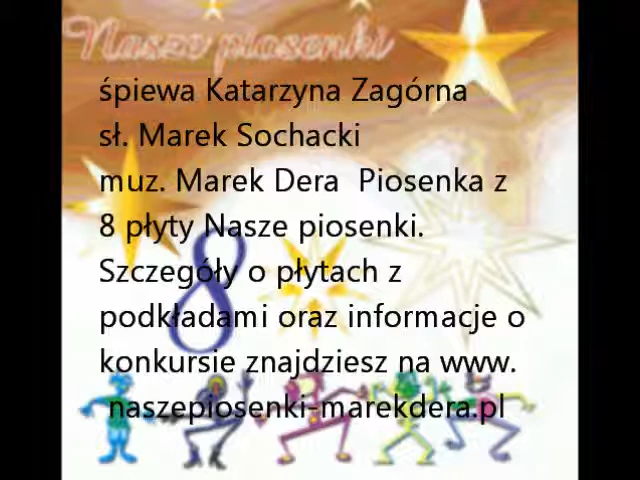 Nasze piosenki
śpiewa Katarzyna Zagórna
sł. Marek Sochacki
muz. Marek Dera  Piosenka z
8 płyty Nasze piosenki.
Szczegóły o płytach z
podkładami oraz informacje o
konkursie znajdziesz na www.
naszepiosenki-marekdera.pl
8